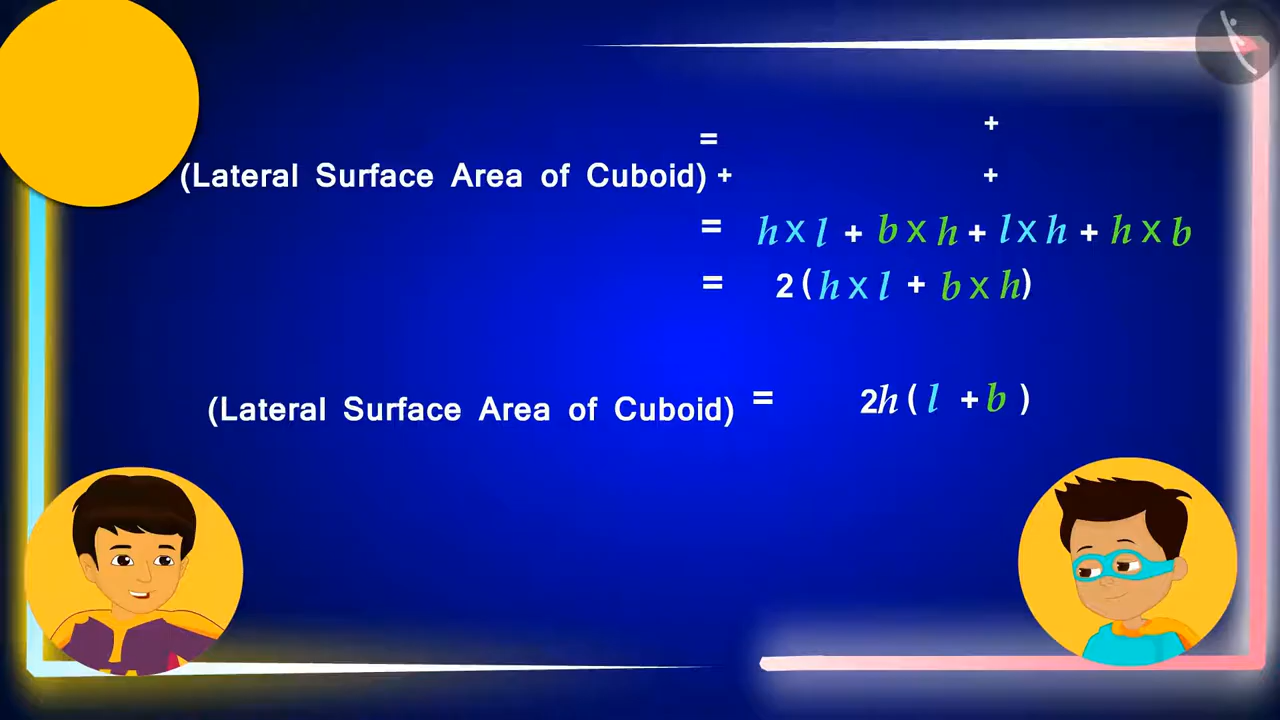 = +
(Lateral Surface Area of Cuboid) + +
= h x l + b x h + l x h + h x b
= 2 ( h x l + b x h )
(Lateral Surface Area of Cuboid) = 2h ( l + b )